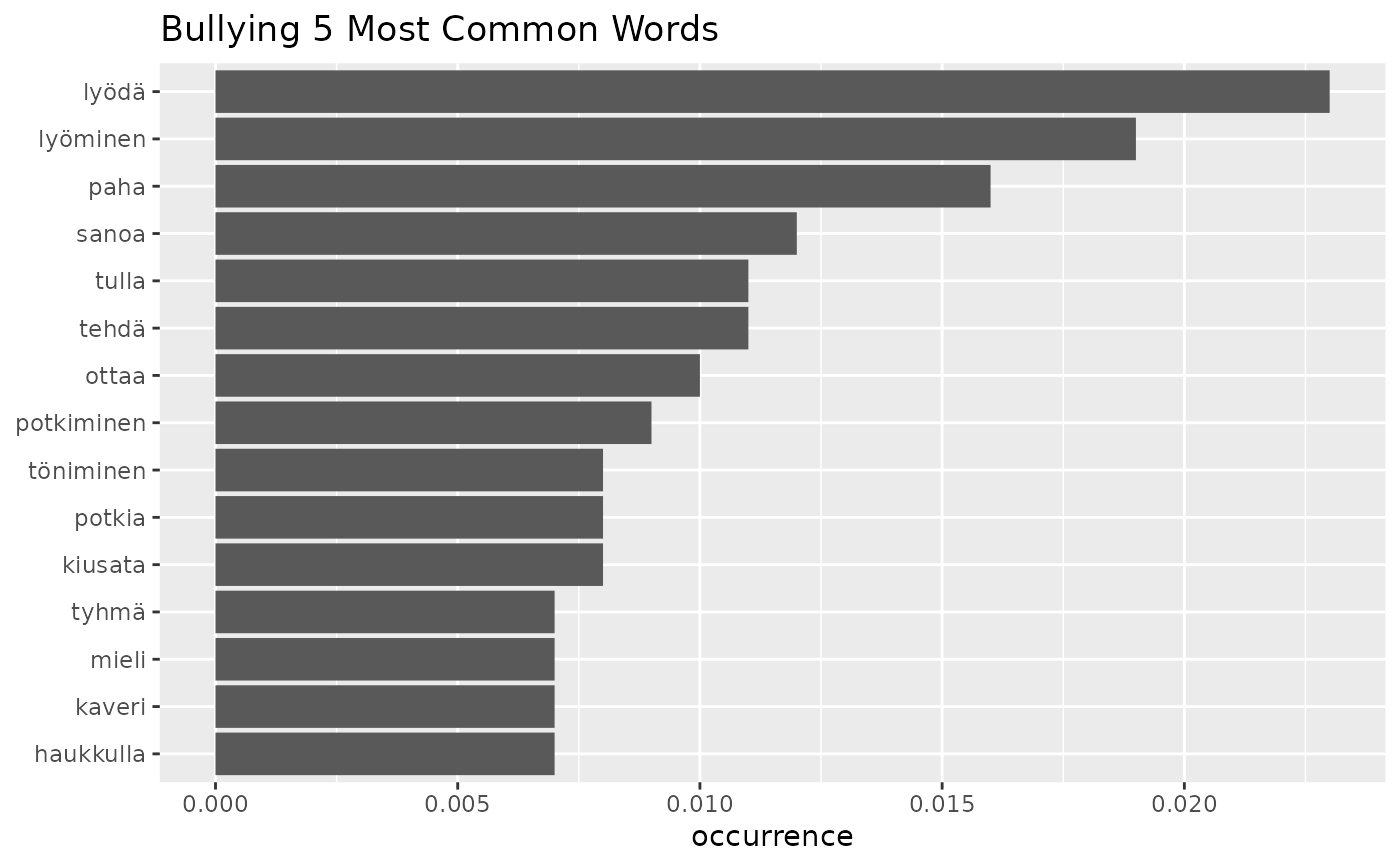 Bullying 5 Most Common Words
lyödä
lyöminen
paha
sanoa
tulla
tehdä
ottaa
potkiminen
töniminen
potkia
kiusata
tyhmä
mieli
kaveri
haukkulla
0.000 0.005 0.010 0.015 0.020
occurrence